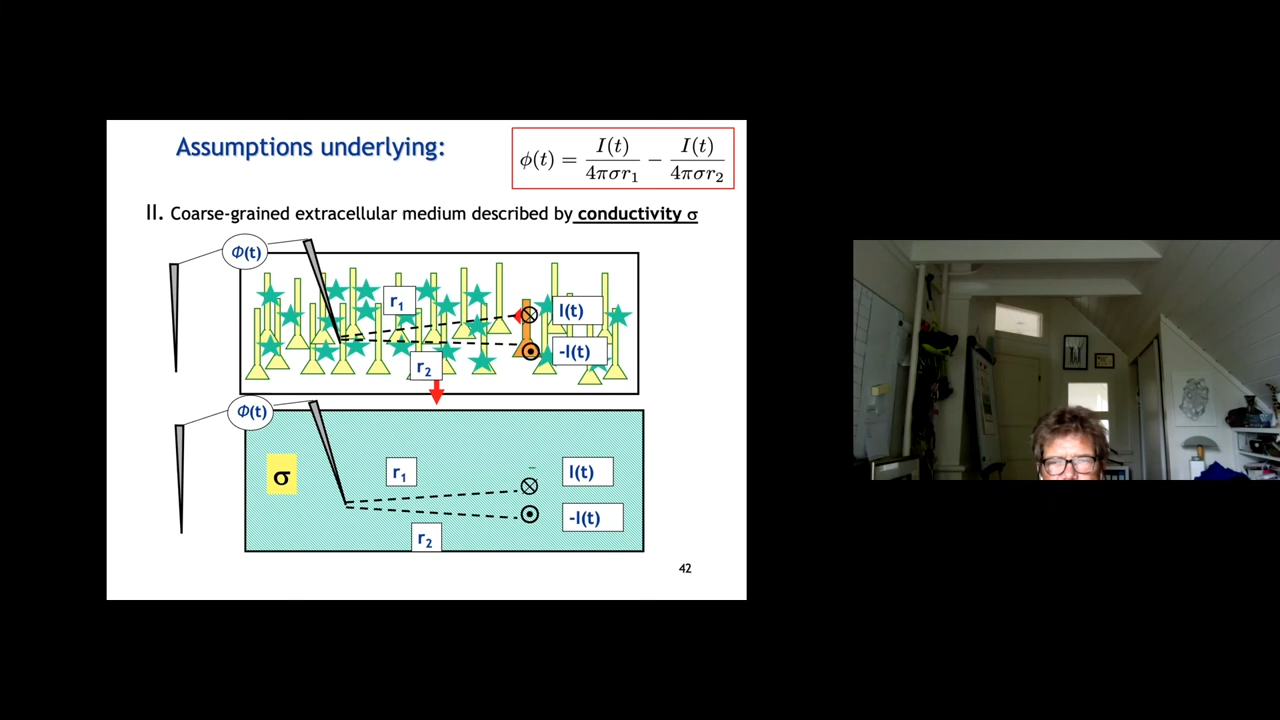 Assumptions underlying:
ϕ(t) = I(t)/4πσr₁ − I(t)/4πσr₂
II. Coarse-grained extracellular medium described by conductivity σ
Φ(t)
r₁
I(t)
-I(t)
r₂
Φ(t)
σ
r₁
I(t)
-I(t)
r₂
42